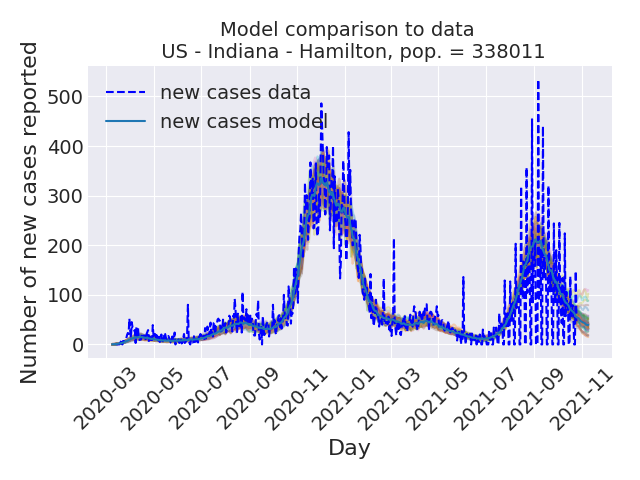 Model comparison to data
US - Indiana - Hamilton, pop. = 338011
Number of new cases reported
500
400
300
200
100
0
new cases data
new cases model
2020-03
2020-05
2020-07
2020-09
2020-11
2021-01
2021-03
2021-05
2021-07
2021-09
2021-11
Day